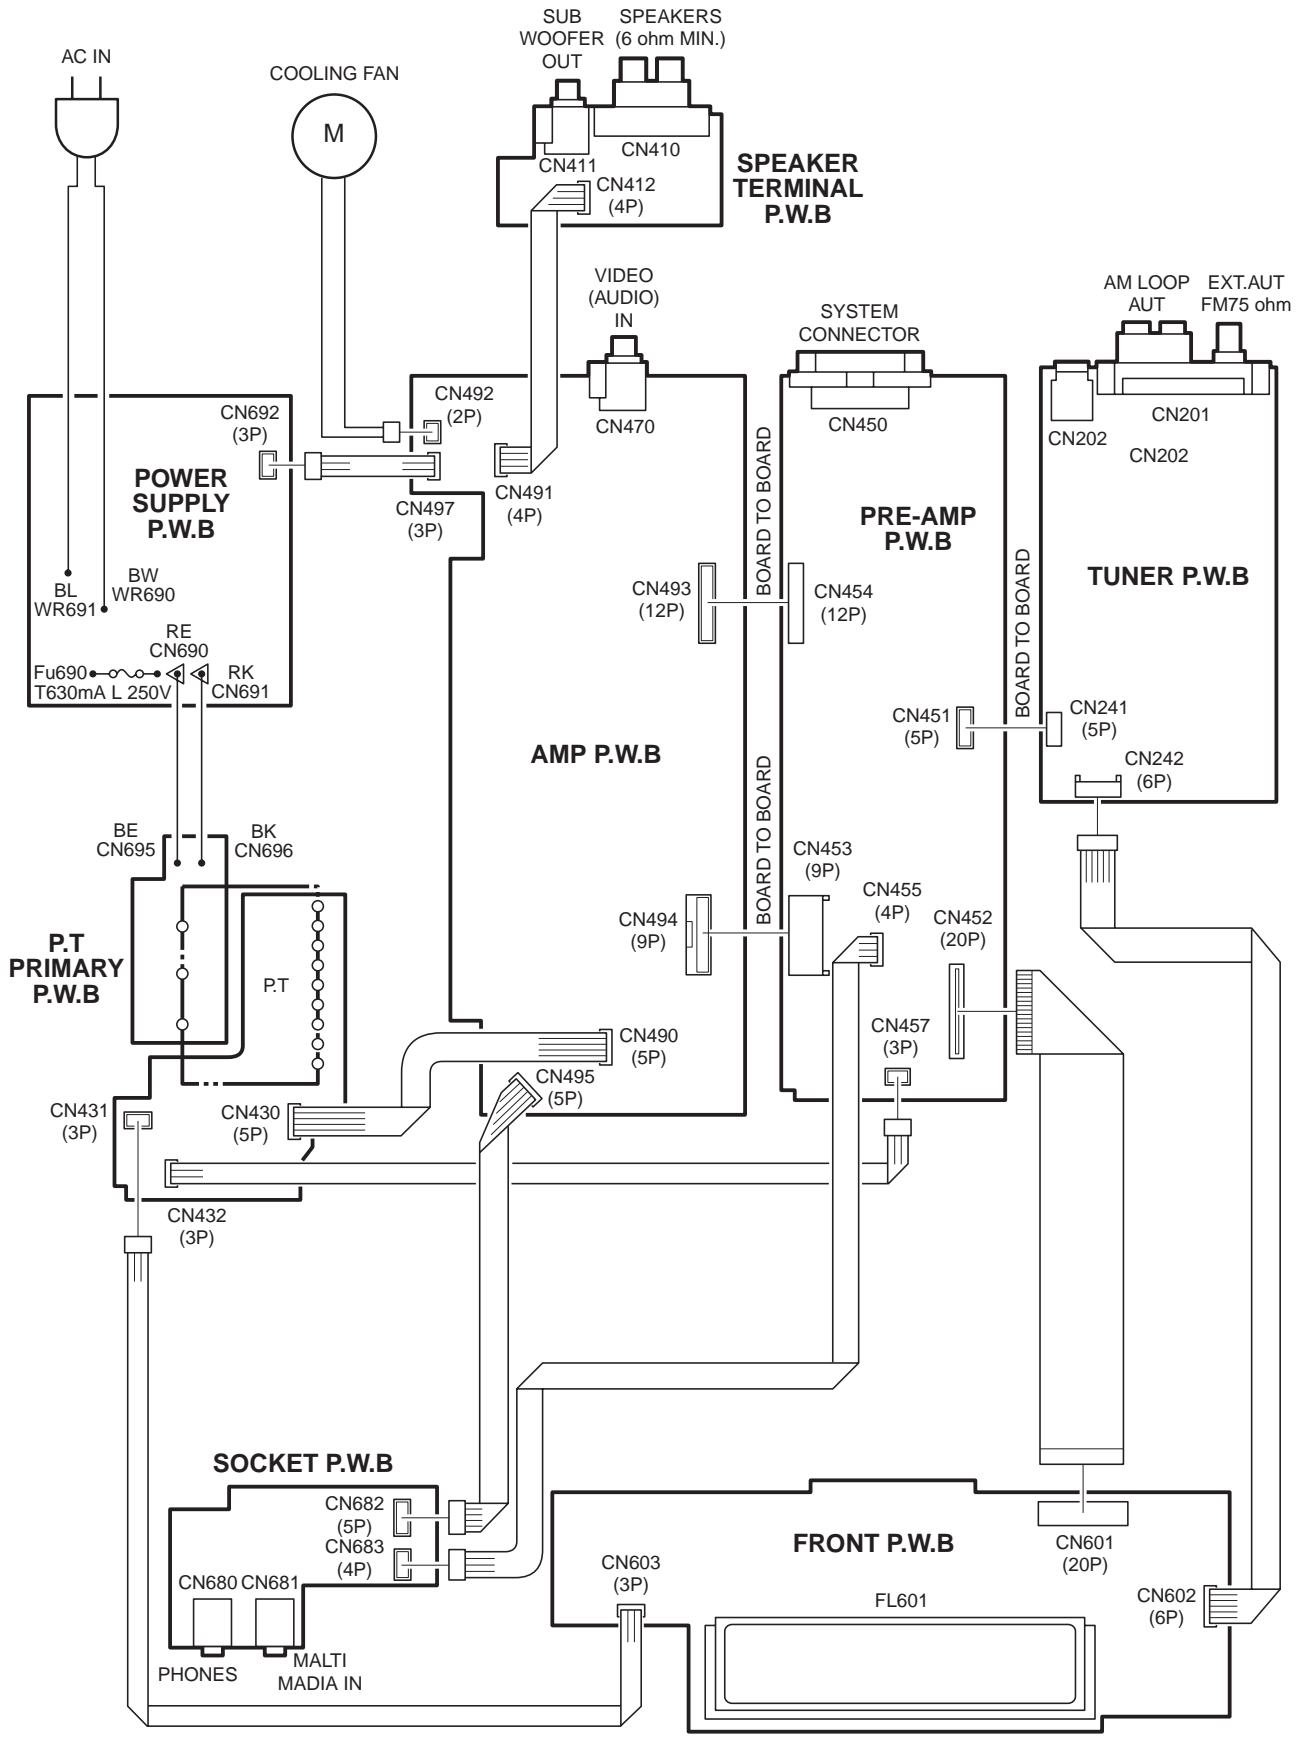 SUB
WOOFER
OUT
SPEAKERS
(6 ohm MIN.)
AC IN
COOLING FAN
M
CN411
CN410
CN412
(4P)
SPEAKER
TERMINAL
P.W.B
VIDEO
(AUDIO)
IN
SYSTEM
CONNECTOR
AM LOOP
AUT
EXT.AUT
FM75 ohm
CN692
(3P)
CN492
(2P)
CN470
CN450
CN201
CN202
CN202
POWER
SUPPLY
P.W.B
CN497
(3P)
CN491
(4P)
BOARD TO BOARD
PRE-AMP
P.W.B
BOARD TO BOARD
TUNER P.W.B
BL
WR691
BW
WR690
CN493
(12P)
CN454
(12P)
RE
CN690
Fu690
T630mA L 250V
RK
CN691
CN451
(5P)
CN241
(5P)
AMP P.W.B
CN242
(6P)
BOARD TO BOARD
BE
CN695
BK
CN696
CN453
(9P)
CN455
(4P)
CN494
(9P)
CN452
(20P)
P.T
PRIMARY
P.W.B
P.T
CN457
(3P)
CN490
(5P)
CN495
(5P)
CN431
(3P)
CN430
(5P)
CN432
(3P)
SOCKET P.W.B
CN682
(5P)
CN683
(4P)
CN680
CN681
PHONES
MALTI
MADIA IN
FRONT P.W.B
CN601
(20P)
CN603
(3P)
FL601
CN602
(6P)